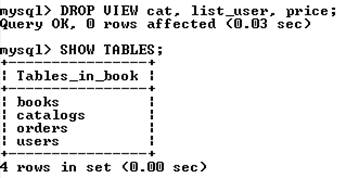 mysql> DROP VIEW cat, list_user, price;
Query OK, 0 rows affected (0.03 sec)
mysql> SHOW TABLES;
+----------------+
| Tables_in_book |
+----------------+
| books          |
| catalogs       |
| orders         |
| users          |
+----------------+
4 rows in set (0.00 sec)